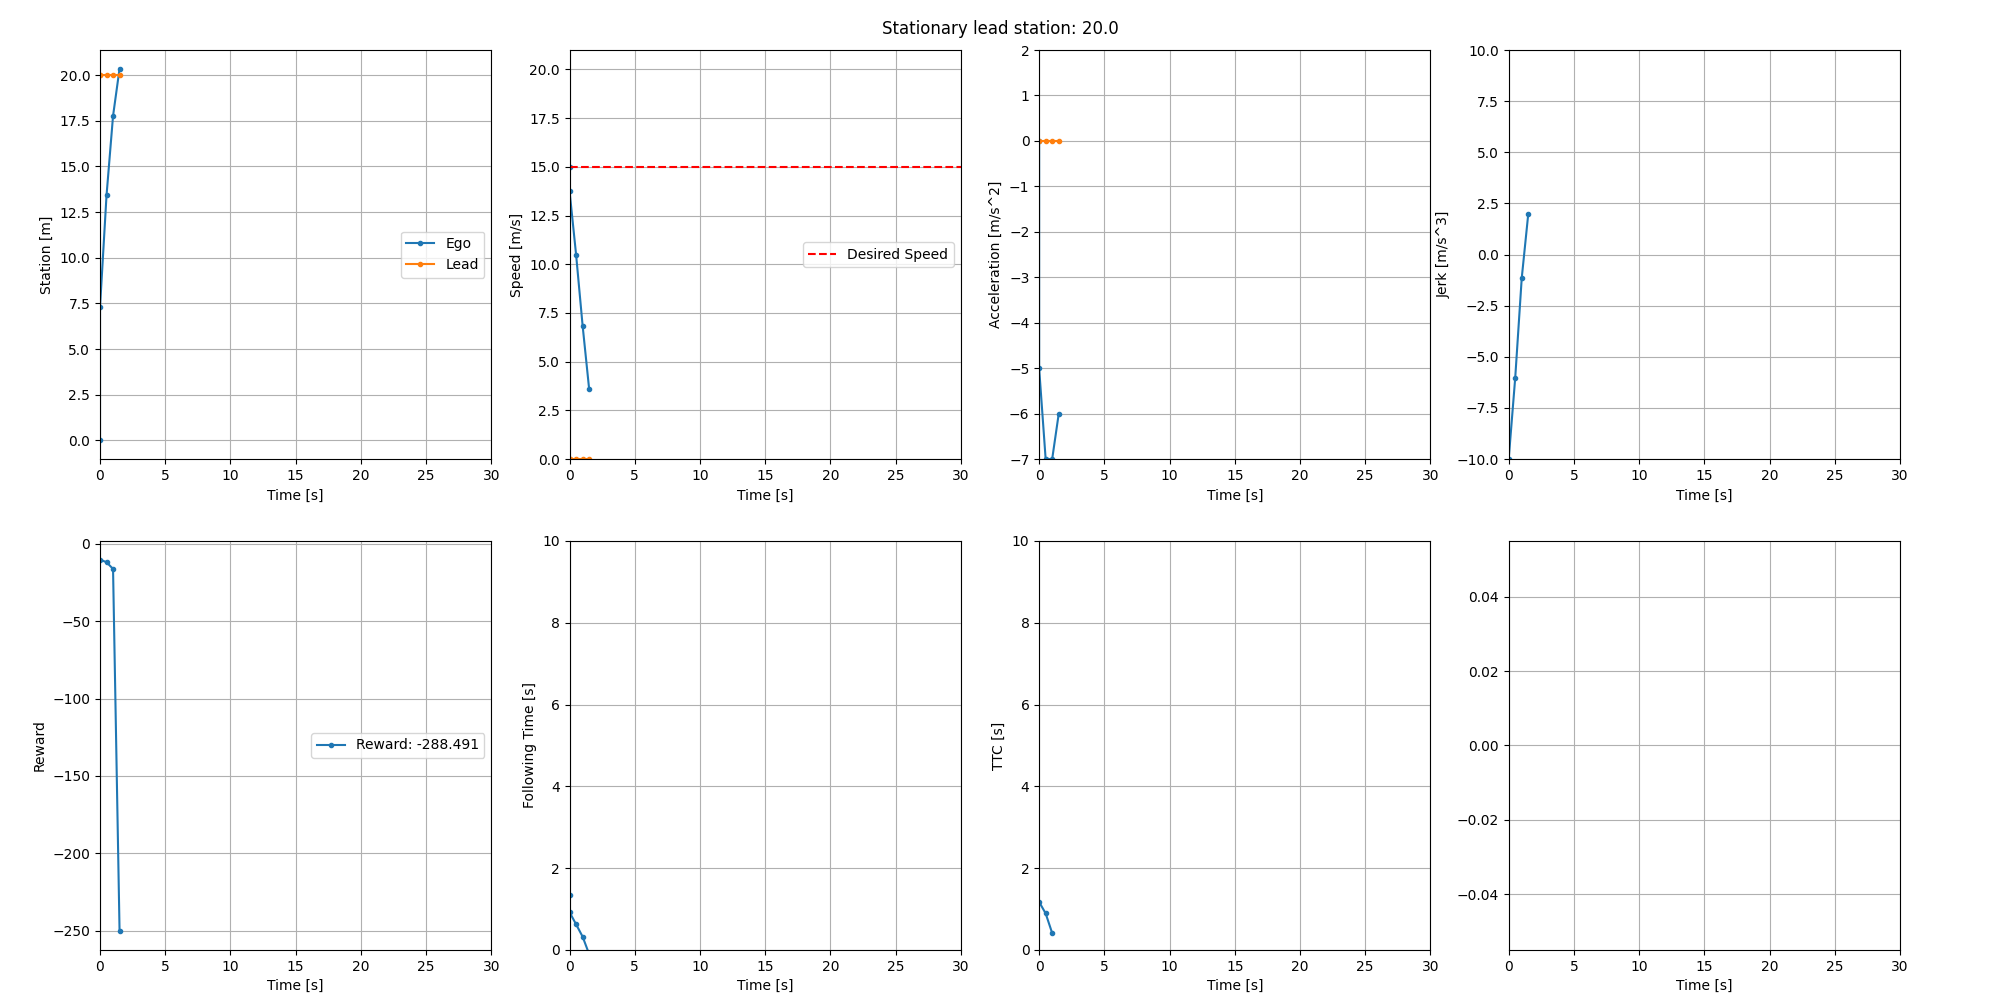 Stationary lead station: 20.0
20.0
17.5
15.0
12.5
10.0
7.5
5.0
2.5
0.0
Station [m]
Ego
Lead
0 5 10 15 20 25 30
Time [s]
20.0
17.5
15.0
12.5
10.0
7.5
5.0
2.5
0.0
Speed [m/s]
Desired Speed
0 5 10 15 20 25 30
Time [s]
2
1
0
−1
−2
−3
−4
−5
−6
−7
Acceleration [m/s^2]
0 5 10 15 20 25 30
Time [s]
10.0
7.5
5.0
2.5
0.0
−2.5
−5.0
−7.5
−10.0
Jerk [m/s^3]
0 5 10 15 20 25 30
Time [s]
0
−50
−100
−150
−200
−250
Reward
Reward: -288.491
0 5 10 15 20 25 30
Time [s]
10
8
6
4
2
0
Following Time [s]
0 5 10 15 20 25 30
Time [s]
10
8
6
4
2
0
TTC [s]
0 5 10 15 20 25 30
Time [s]
0.04
0.02
0.00
−0.02
−0.04
0 5 10 15 20 25 30
Time [s]